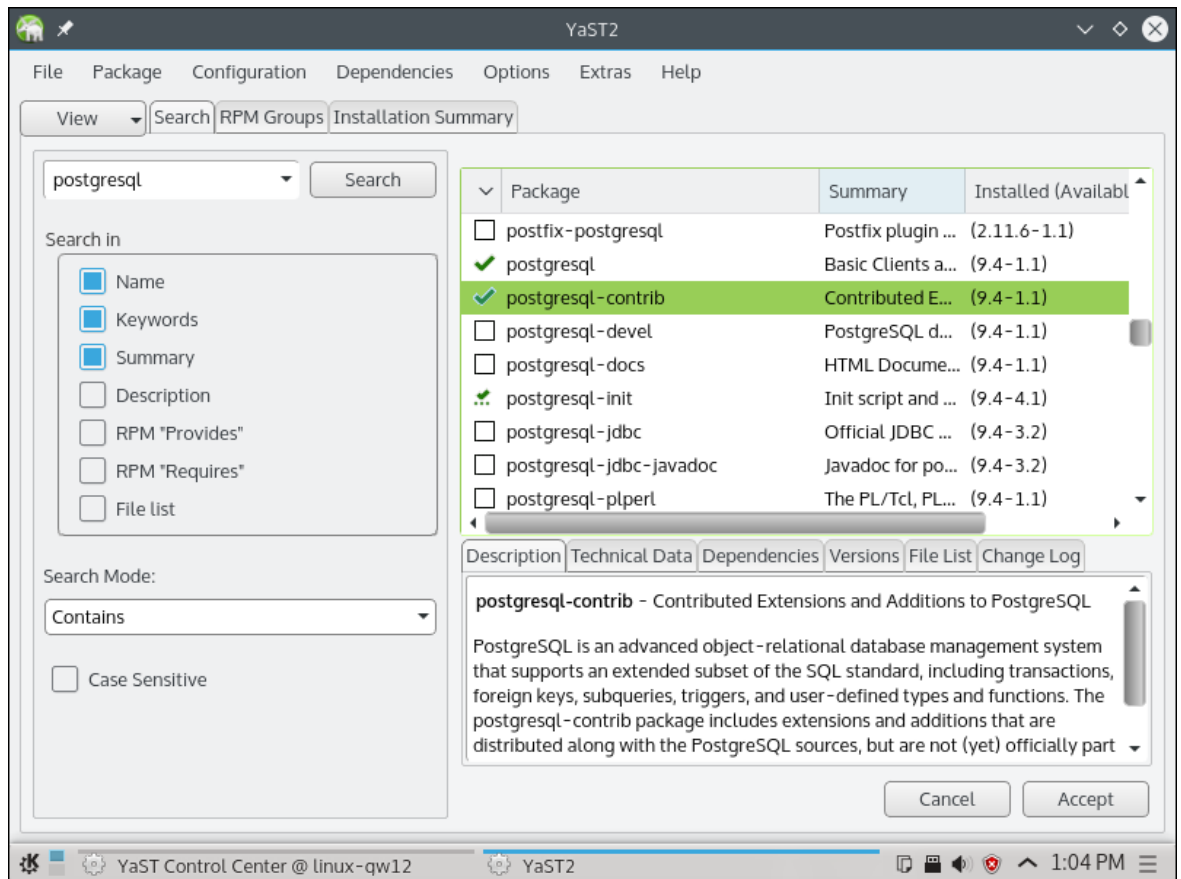 YaST2
File Package Configuration Dependencies Options Extras Help
View Search RPM Groups Installation Summary
postgresql Search
Search in
Name
Keywords
Summary
Description
RPM "Provides"
RPM "Requires"
File list
Search Mode:
Contains
Case Sensitive
Package Summary Installed (Availabl
postfix-postgresql Postfix plugin ... (2.11.6-1.1)
postgresql Basic Clients a... (9.4-1.1)
postgresql-contrib Contributed E... (9.4-1.1)
postgresql-devel PostgreSQL d... (9.4-1.1)
postgresql-docs HTML Docume... (9.4-1.1)
postgresql-init Init script and ... (9.4-4.1)
postgresql-jdbc Official JDBC ... (9.4-3.2)
postgresql-jdbc-javadoc Javadoc for po... (9.4-3.2)
postgresql-plperl The PL/Tcl, PL... (9.4-1.1)
Description Technical Data Dependencies Versions File List Change Log
postgresql-contrib - Contributed Extensions and Additions to PostgreSQL
PostgreSQL is an advanced object-relational database management system
that supports an extended subset of the SQL standard, including transactions,
foreign keys, subqueries, triggers, and user-defined types and functions. The
postgresql-contrib package includes extensions and additions that are
distributed along with the PostgreSQL sources, but are not (yet) officially part
Cancel Accept
YaST Control Center @ linux-qw12 YaST2 1:04 PM